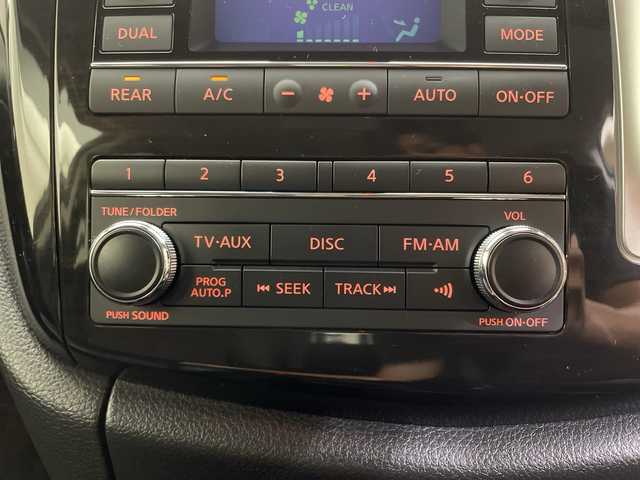 CLEAN
DUAL
MODE
REAR
A/C
AUTO
ON·OFF
1 2 3 4 5 6
TUNE/FOLDER
VOL
TV·AUX
DISC
FM·AM
PROG
AUTO.P
SEEK
TRACK
PUSH SOUND
PUSH ON·OFF